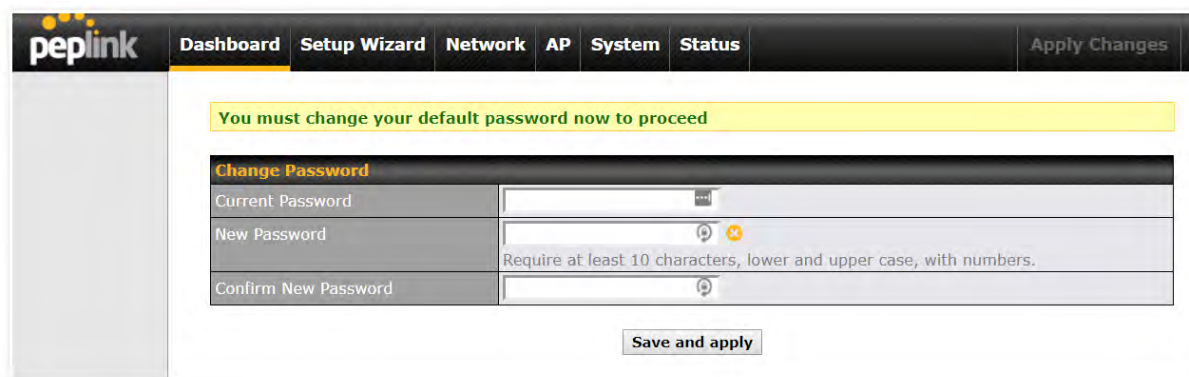 peplink Dashboard Setup Wizard Network AP System Status Apply Changes
You must change your default password now to proceed
Change Password
Current Password
New Password
Require at least 10 characters, lower and upper case, with numbers.
Confirm New Password
Save and apply